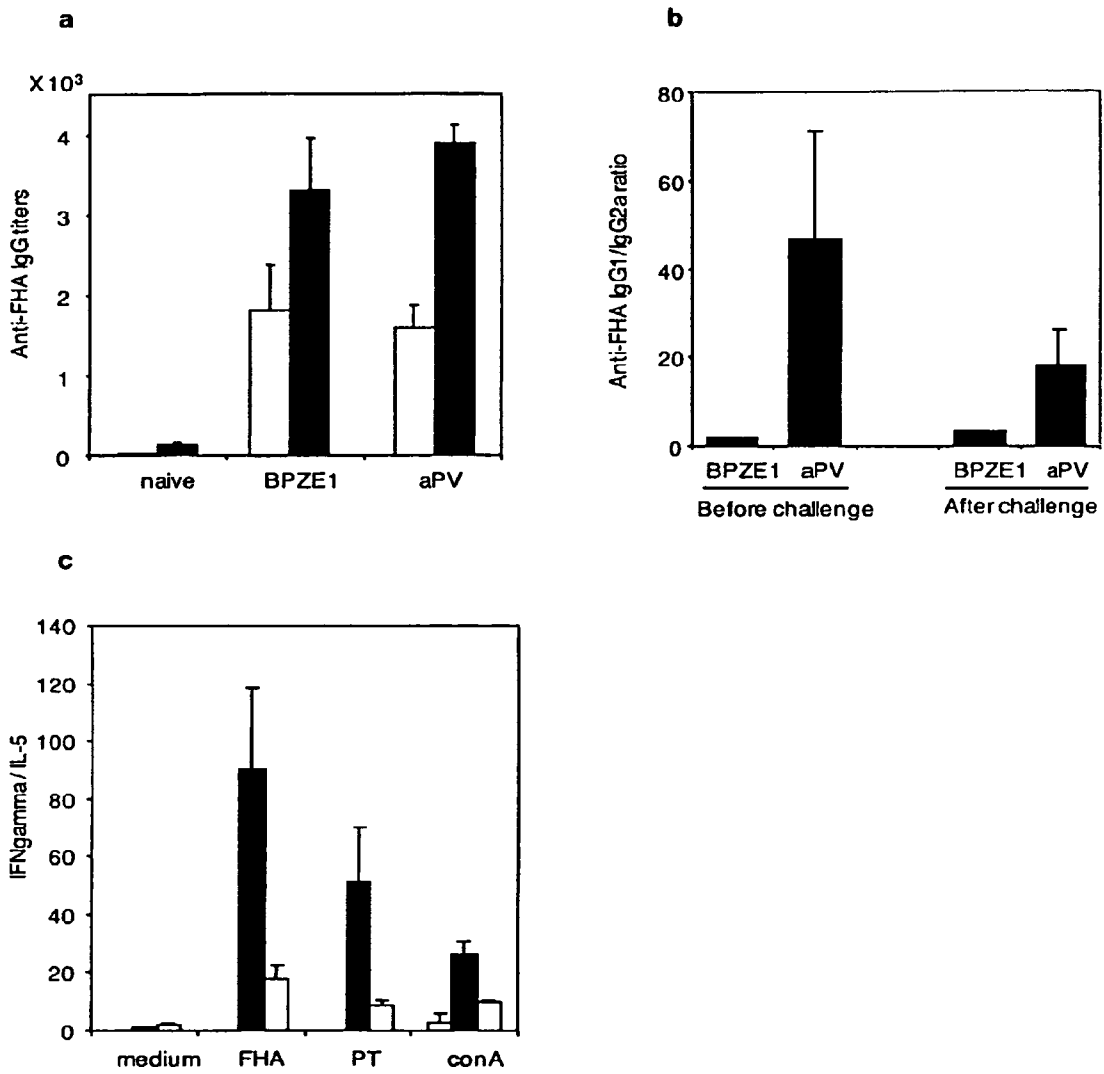 a
X 10³
4
3
2
1
0
Anti-FHA IgG titers
naive BPZE1 aPV
b
80
60
40
20
0
Anti-FHA IgG1/IgG2a ratio
BPZE1 aPV BPZE1 aPV
Before challenge After challenge
c
140
120
100
80
60
40
20
0
IFNgamma / IL-5
medium FHA PT conA